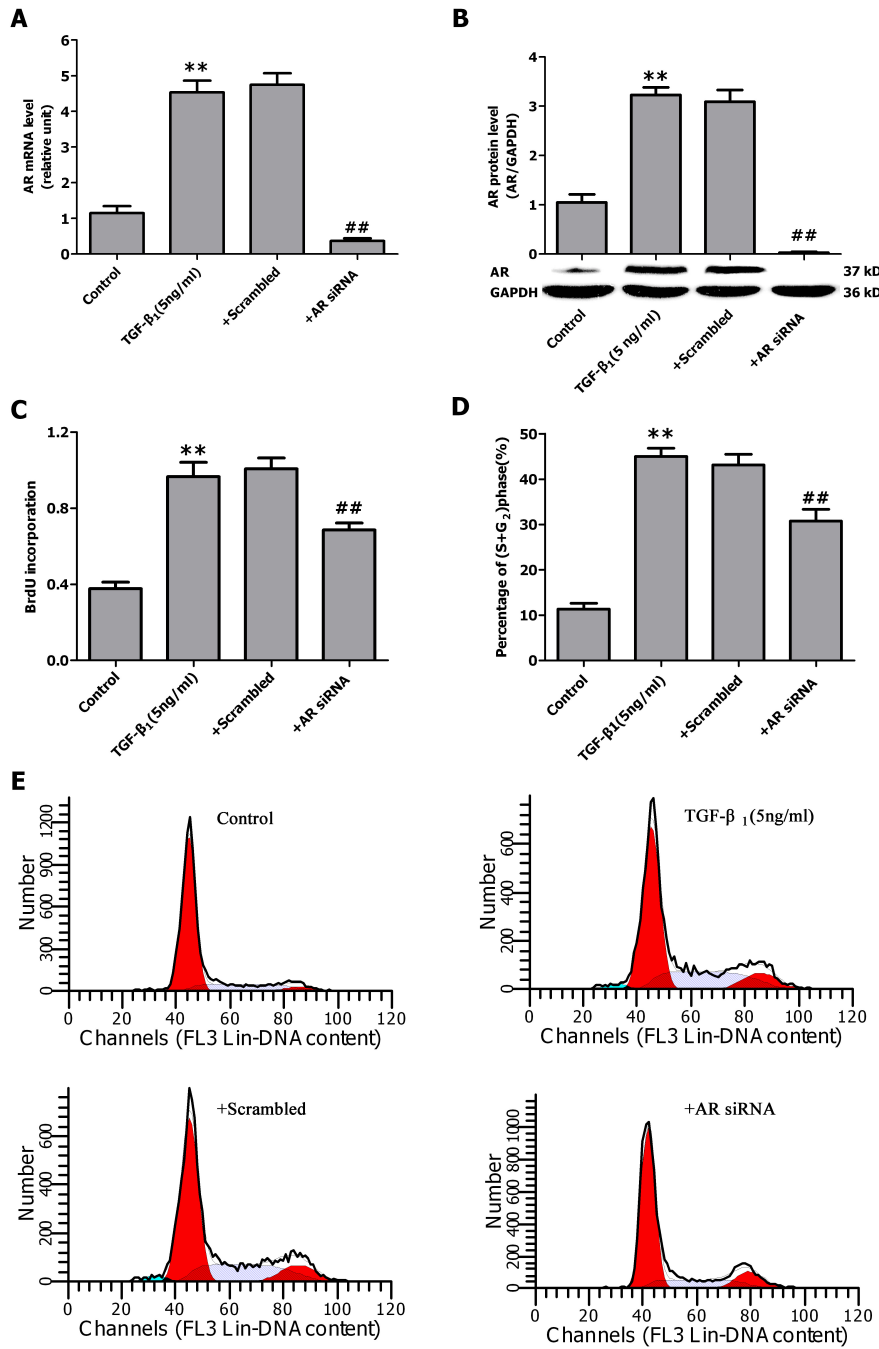 A
AR mRNA level
(relative unit)
6
5
4
3
2
1
0
**
##
Control
TGF-β1(5ng/ml)
+Scrambled
+AR siRNA
B
AR protein level
(AR/GAPDH)
4
3
2
1
0
**
##
AR
37 kD
GAPDH
36 kD
Control
TGF-β1(5 ng/ml)
+Scrambled
+AR siRNA
C
BrdU incorporation
1.2
0.8
0.4
0.0
**
##
Control
TGF-β1(5ng/ml)
+Scrambled
+AR siRNA
D
Percentage of (S+G2)phase(%)
50
40
30
20
10
0
**
##
Control
TGF-β1(5ng/ml)
+Scrambled
+AR siRNA
E
Control
Number
0 300 600 900 1200
0 20 40 60 80 100 120
Channels (FL3 Lin-DNA content)
TGF-β 1(5ng/ml)
Number
0 200 400 600
0 20 40 60 80 100 120
Channels (FL3 Lin-DNA content)
+Scrambled
Number
0 200 400 600
0 20 40 60 80 100 120
Channels (FL3 Lin-DNA content)
+AR siRNA
Number
0 200 400 600 800 1000
0 20 40 60 80 100 120
Channels (FL3 Lin-DNA content)